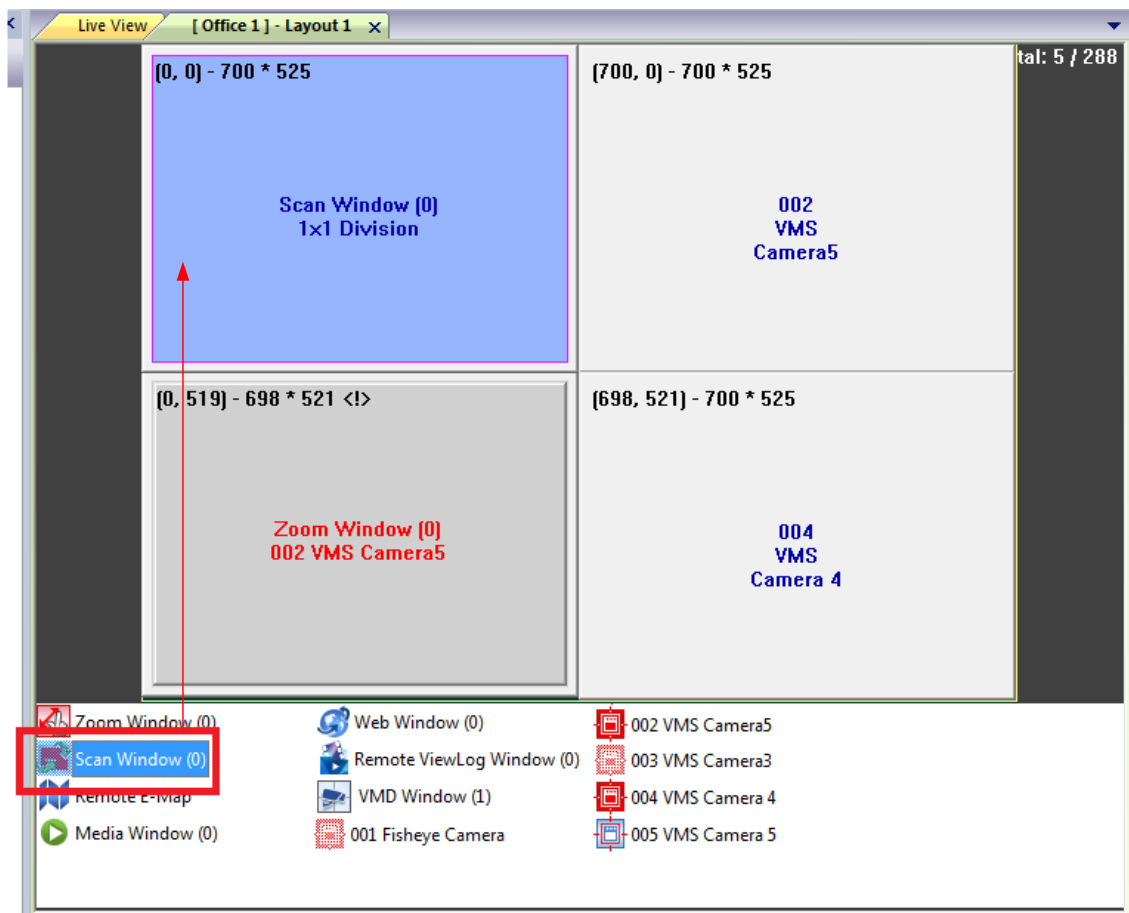 Live View
[ Office 1 ] - Layout 1 x
tal: 5 / 288
(0, 0) - 700 * 525
(700, 0) - 700 * 525
Scan Window (0)
1x1 Division
002
VMS
Camera5
(0, 519) - 698 * 521 <!>
(698, 521) - 700 * 525
Zoom Window (0)
002 VMS Camera5
004
VMS
Camera 4
Zoom Window (0)
Scan Window (0)
Remote E-Map
Media Window (0)
Web Window (0)
Remote ViewLog Window (0)
VMD Window (1)
001 Fisheye Camera
002 VMS Camera5
003 VMS Camera3
004 VMS Camera 4
005 VMS Camera 5